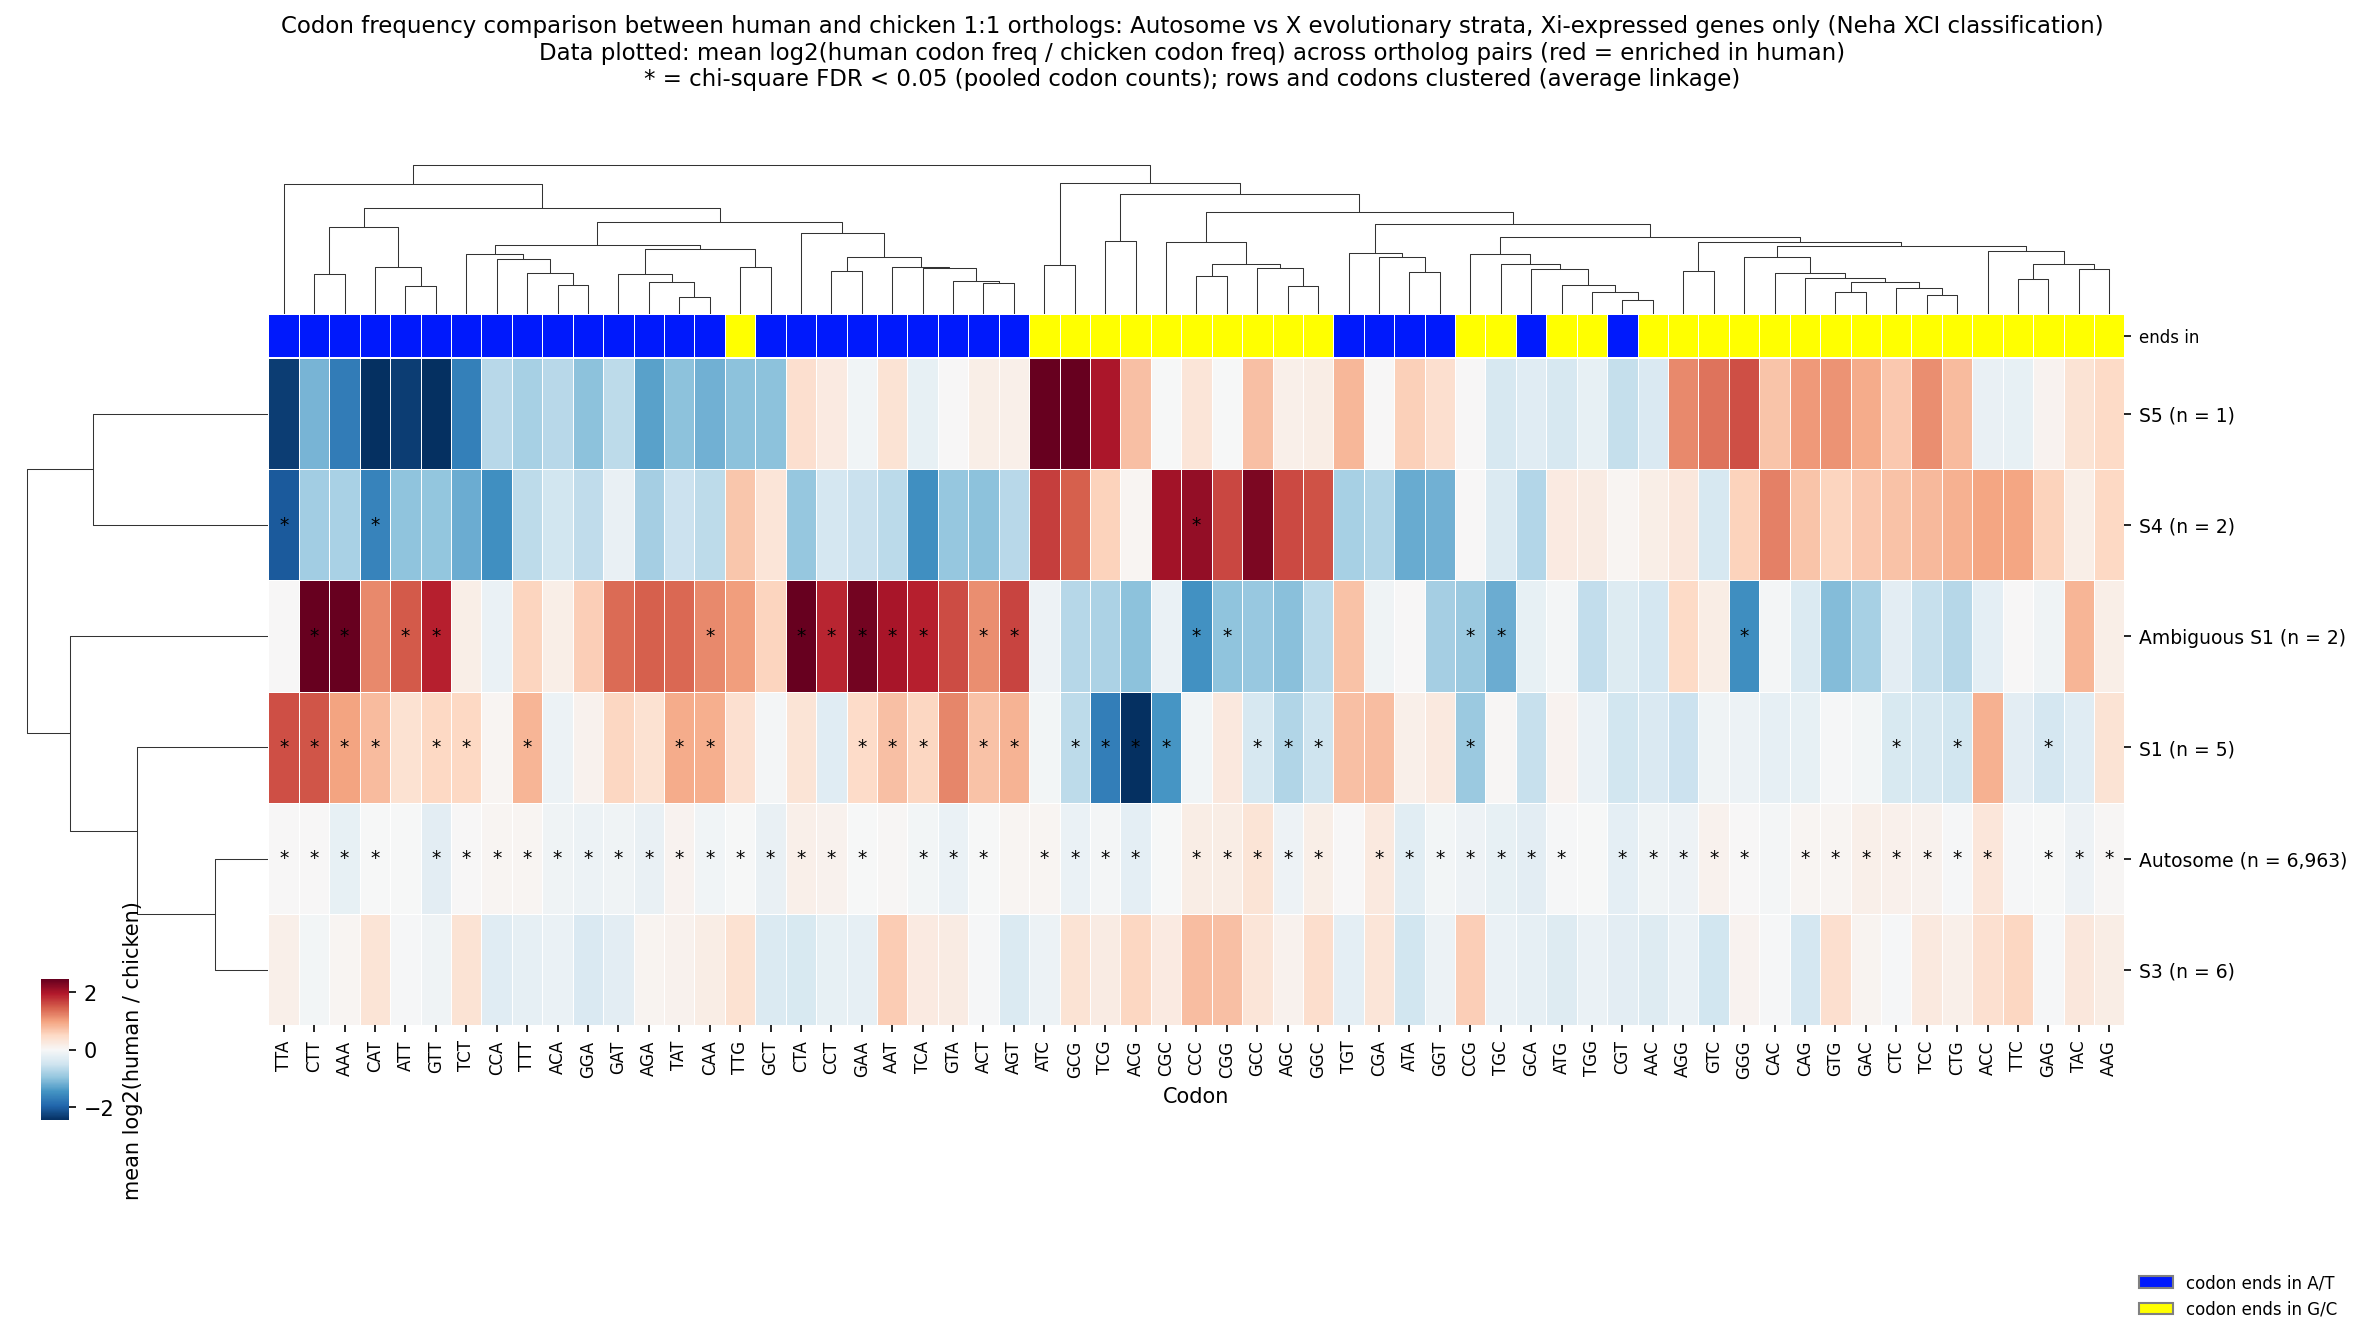 Codon frequency comparison between human and chicken 1:1 orthologs: Autosome vs X evolutionary strata, Xi-expressed genes only (Neha XCI classification)
Data plotted: mean log2(human codon freq / chicken codon freq) across ortholog pairs (red = enriched in human)
* = chi-square FDR < 0.05 (pooled codon counts); rows and codons clustered (average linkage)
ends in
S5 (n = 1)
S4 (n = 2)
* * *
Ambiguous S1 (n = 2)
* * * * * * * * * * * * * * * * * *
S1 (n = 5)
* * * * * * * * * * * * * * * * * * * * * * * * *
Autosome (n = 6,963)
* * * * * * * * * * * * * * * * * * * * * * * * * * * * * * * * * * * * * * * * * * * * * * * * * * * *
S3 (n = 6)
mean log2(human / chicken)
2
0
−2
TTA CTT AAA CAT ATT GTT TCT CCA TTT ACA GGA GAT AGA TAT CAA TTG GCT CTA CCT GAA AAT TCA GTA ACT AGT ATC GCG TCG ACG CGC CCC CGG GCC AGC GGC TGT CGA ATA GGT CCG TGC GCA ATG TGG CGT AAC AGG GTC GGG CAC CAG GTG GAC CTC TCC CTG ACC TTC GAG TAC AAG
Codon
codon ends in A/T
codon ends in G/C